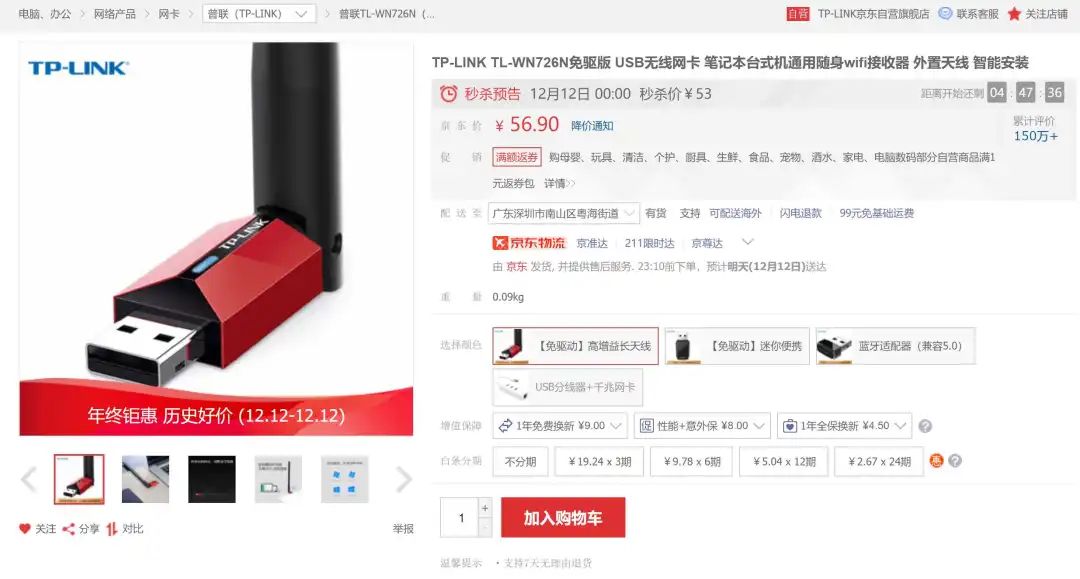 电脑、办公 > 网络产品 > 网卡 > 普联（TP-LINK） > 普联TL-WN726N（...
自营 TP-LINK京东自营旗舰店 联系客服 关注店铺
TP-LINK
TP-LINK
年终钜惠 历史好价 (12.12-12.12)
关注 分享 对比 举报
TP-LINK TL-WN726N免驱版 USB无线网卡 笔记本台式机通用随身wifi接收器 外置天线 智能安装
秒杀预告 12月12日 00:00 秒杀价￥53 距离开始还剩 04 : 47 : 36
京东价 ￥ 56.90 降价通知
累计评价
150万+
促销 满额返券 购母婴、玩具、清洁、个护、厨具、生鲜、食品、宠物、酒水、家电、电脑数码部分自营商品满1
元返券包 详情>>
配送至 广东深圳市南山区粤海街道 有货 支持 可配送海外 闪电退款 99元免基础运费
京东物流 京准达 211限时达 京尊达
由 京东 发货, 并提供售后服务. 23:10前下单，预计明天(12月12日)送达
重量 0.09kg
选择颜色 【免驱动】高增益长天线 【免驱动】迷你便携 蓝牙适配器（兼容5.0）
USB分线器+千兆网卡
增值保障 1年免费换新 ¥9.00 性能+意外保 ¥8.00 1年全保换新 ¥4.50 ?
白条分期 不分期 ￥19.24 x 3期 ￥9.78 x 6期 ￥5.04 x 12期 ￥2.67 x 24期 惠 ?
1 + - 加入购物车
温馨提示 ·支持7天无理由退货